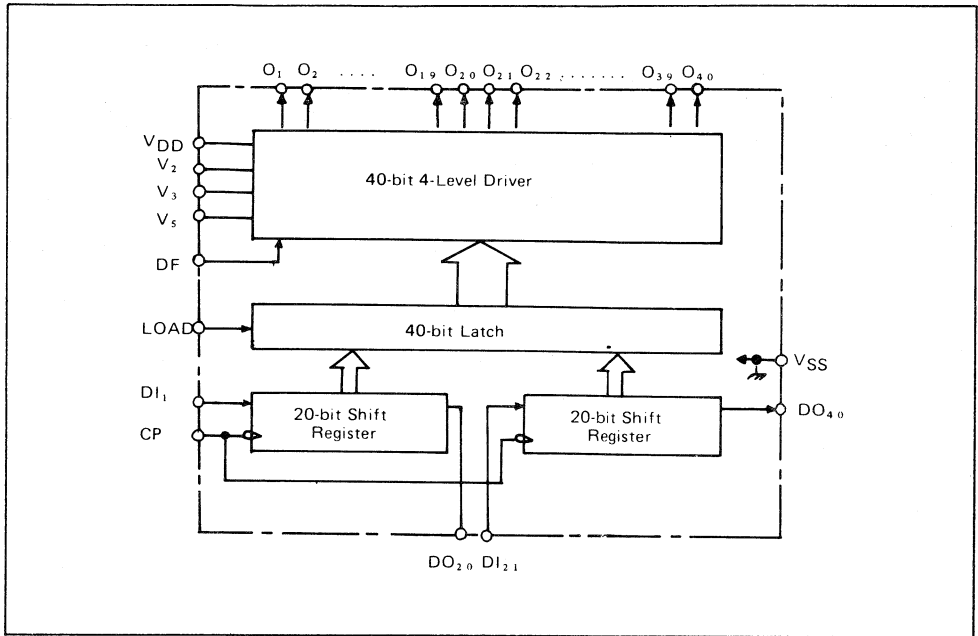 O₁ O₂ .... O₁₉ O₂₀ O₂₁ O₂₂ ....... O₃₉ O₄₀
VDD
V₂
V₃
V₅
40-bit 4-Level Driver
DF
LOAD
40-bit Latch
VSS
DI₁
CP
20-bit Shift
Register
20-bit Shift
Register
DO₄₀
DO₂₀ DI₂₁